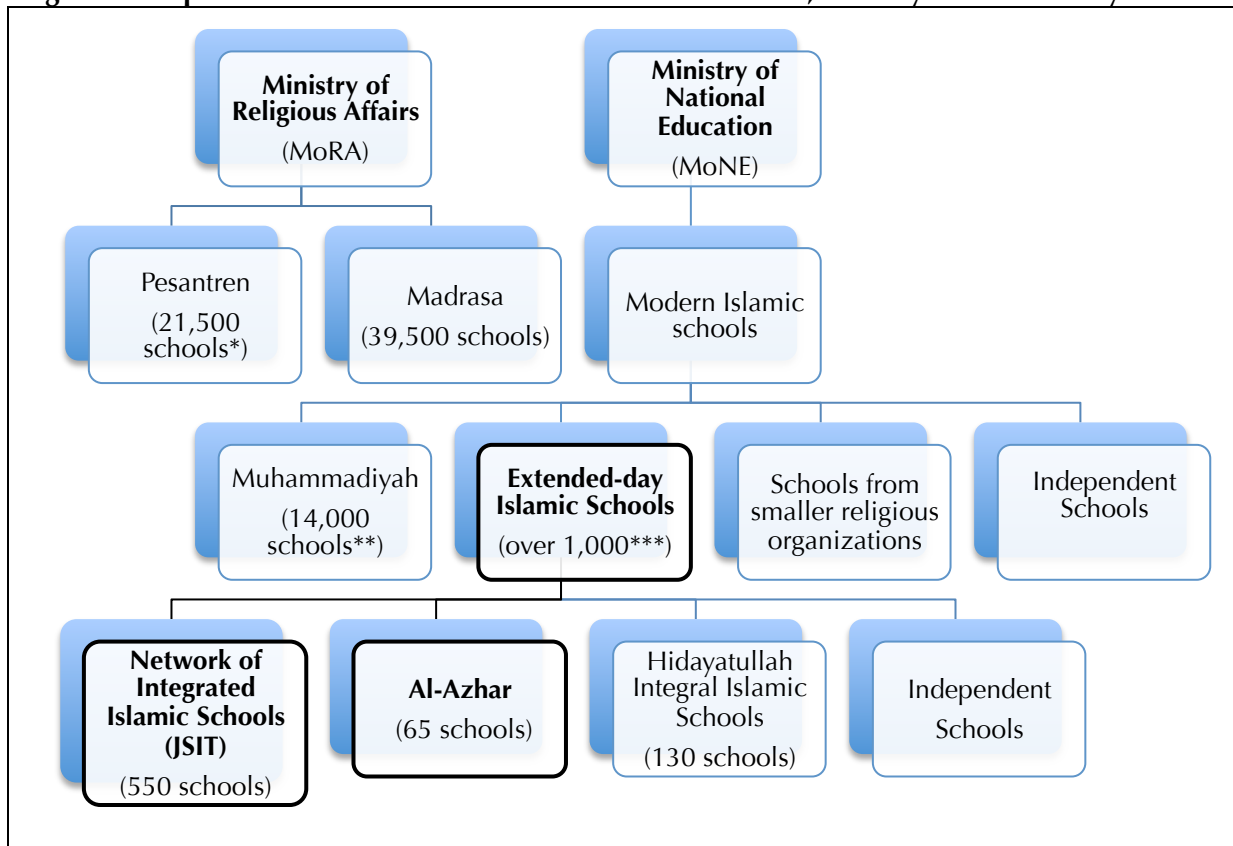 Ministry of
Religious Affairs
(MoRA)
Ministry of
National
Education
(MoNE)
Pesantren
(21,500
schools*)
Madrasa
(39,500 schools)
Modern Islamic
schools
Muhammadiyah
(14,000
schools**)
Extended-day
Islamic Schools
(over 1,000***)
Schools from
smaller religious
organizations
Independent
Schools
Network of
Integrated
Islamic Schools
(JSIT)
(550 schools)
Al-Azhar
(65 schools)
Hidayatullah
Integral Islamic
Schools
(130 schools)
Independent
Schools